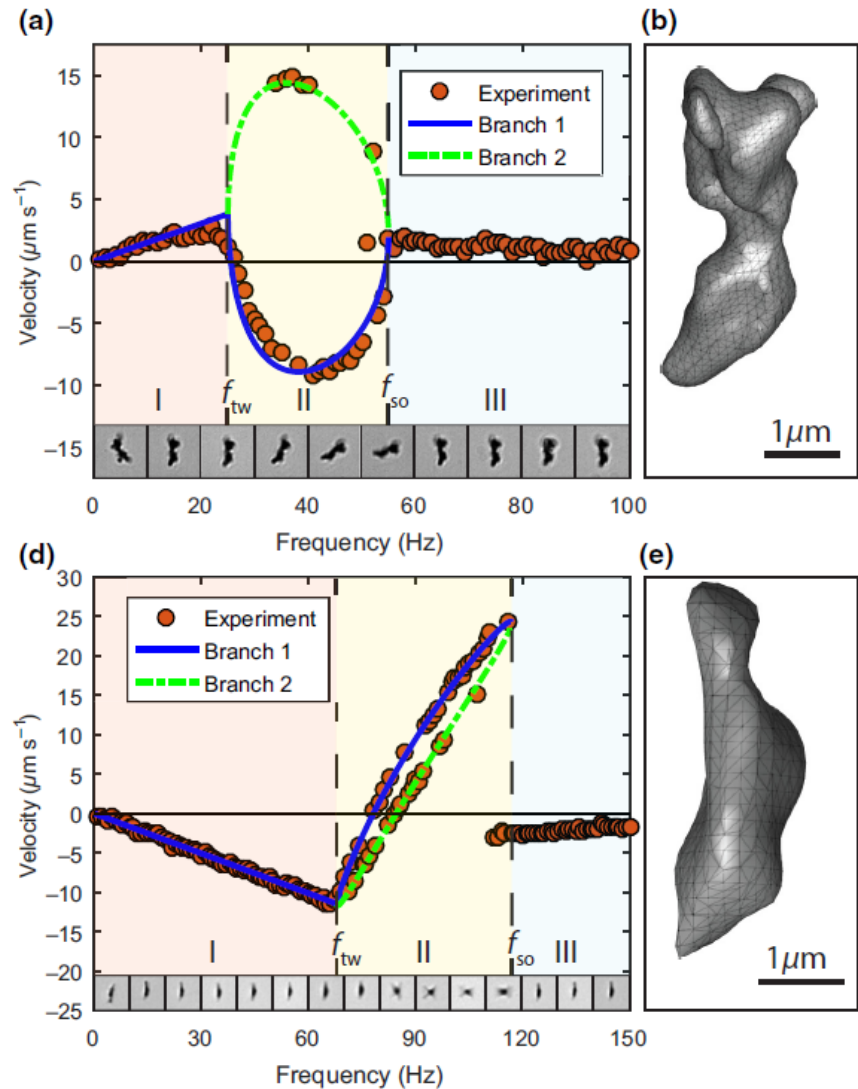 (a)
15
10
5
0
−5
−10
−15
Velocity (μm s⁻¹)
Experiment
Branch 1
Branch 2
I
f_tw
II
f_so
III
0
20
40
60
80
100
Frequency (Hz)
(b)
1μm
(d)
30
25
20
15
10
5
0
−5
−10
−15
−20
−25
Velocity (μm s⁻¹)
Experiment
Branch 1
Branch 2
I
f_tw
II
f_so
III
0
30
60
90
120
150
Frequency (Hz)
(e)
1μm